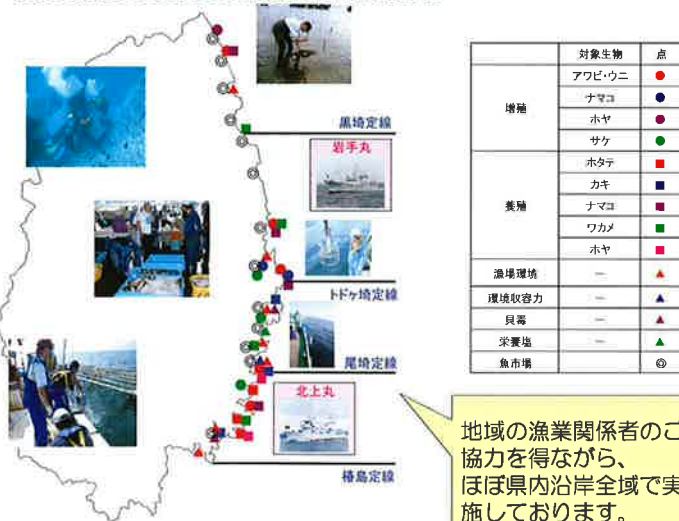 黒埼定線
岩手丸
トドヶ埼定線
尾埼定線
北上丸
椿島定線
対象生物 点
増殖
アワビ・ウニ
ナマコ
ホヤ
サケ
養殖
ホタテ
カキ
ナマコ
ワカメ
ホヤ
漁場環境 —
環境収容力 —
貝毒 —
栄養塩 —
魚市場 ◎
地域の漁業関係者のご
協力を得ながら、
ほぼ県内沿岸全域で実
施しております。